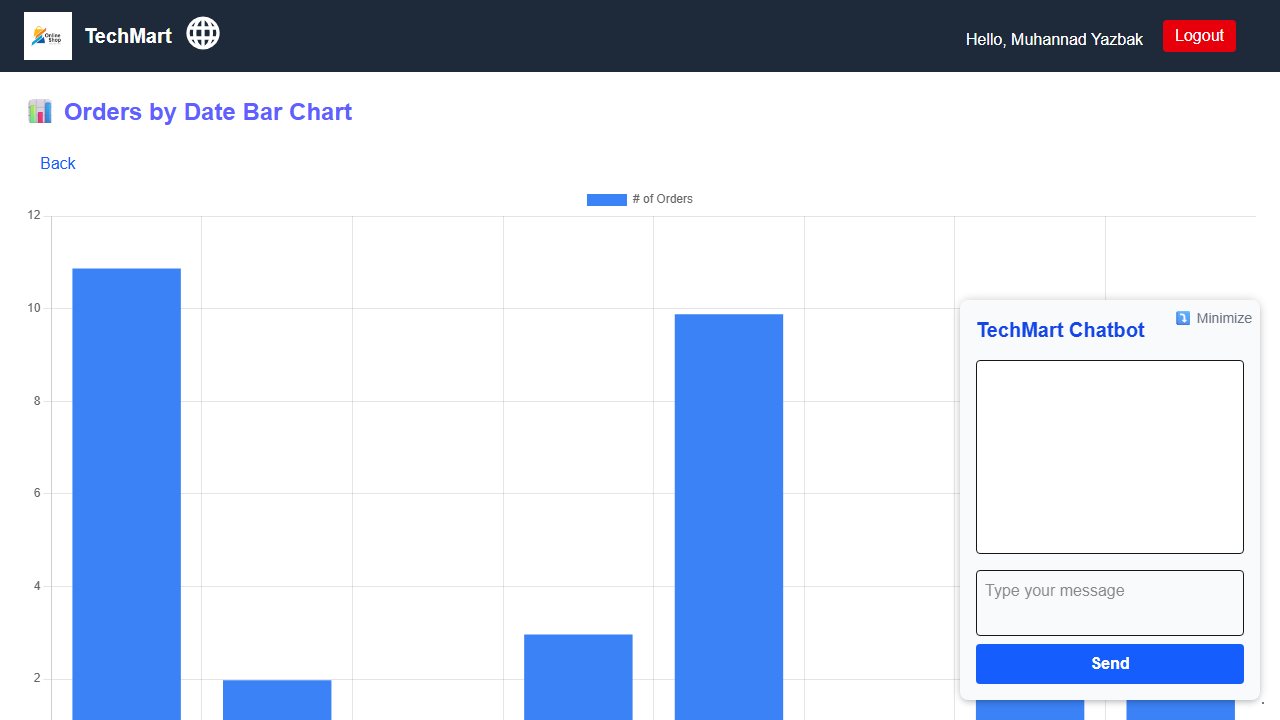 Online
Shop
TechMart
Hello, Muhannad Yazbak
Logout
Orders by Date Bar Chart
Back
# of Orders
12
10
8
6
4
2
Minimize
TechMart Chatbot
Type your message
Send